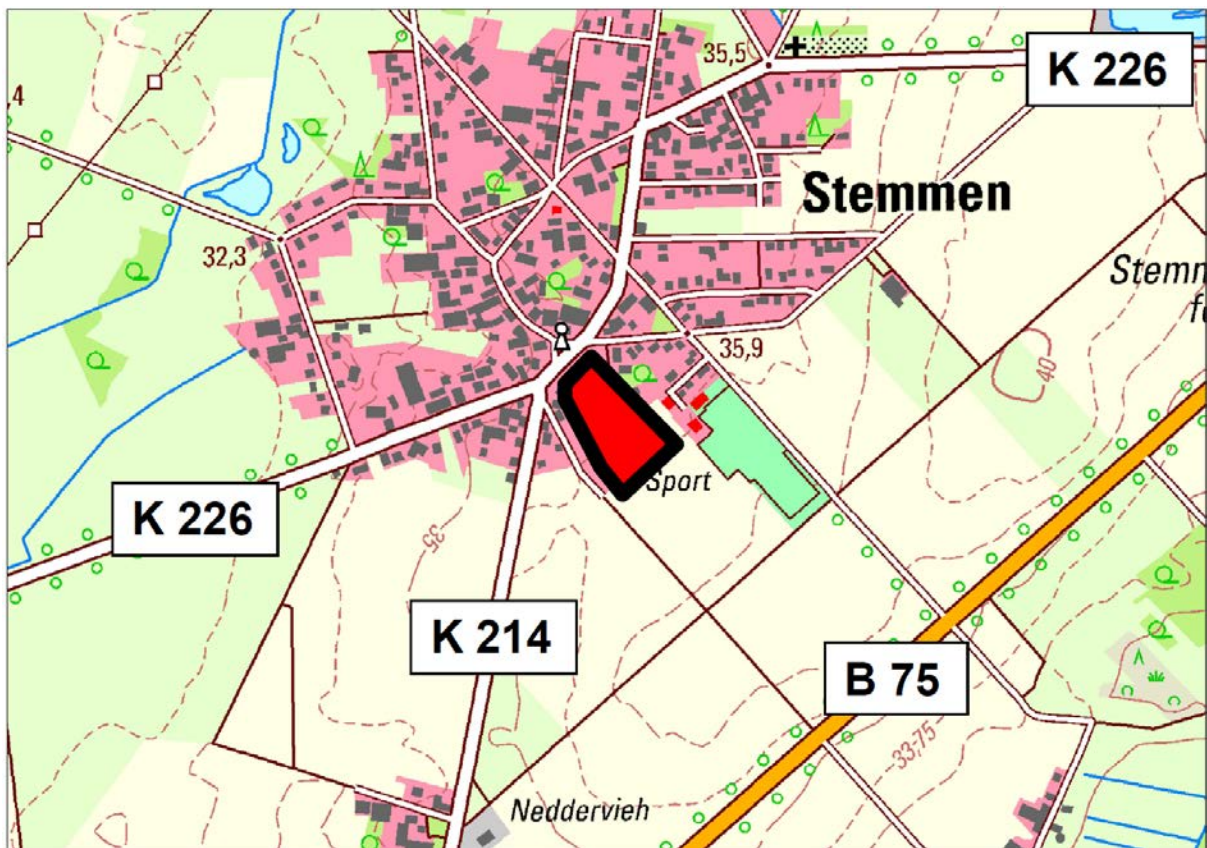 35,5
K 226
,4
Stemmen
32,3
Stemm
fe
40
35,9
Sport
K 226
35
K 214
B 75
33,75
Neddervieh